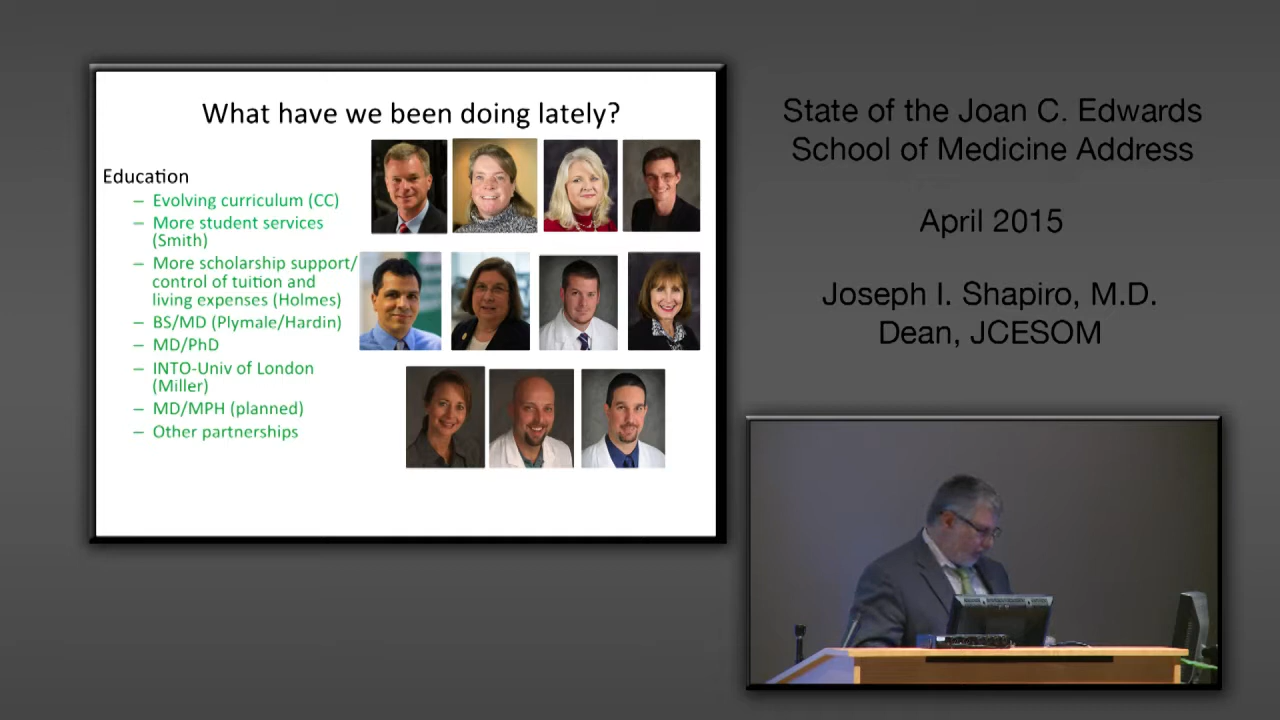 What have we been doing lately?
Education
– Evolving curriculum (CC)
– More student services
(Smith)
– More scholarship support/
control of tuition and
living expenses (Holmes)
– BS/MD (Plymale/Hardin)
– MD/PhD
– INTO-Univ of London
(Miller)
– MD/MPH (planned)
– Other partnerships
State of the Joan C. Edwards
School of Medicine Address
April 2015
Joseph I. Shapiro, M.D.
Dean, JCESOM